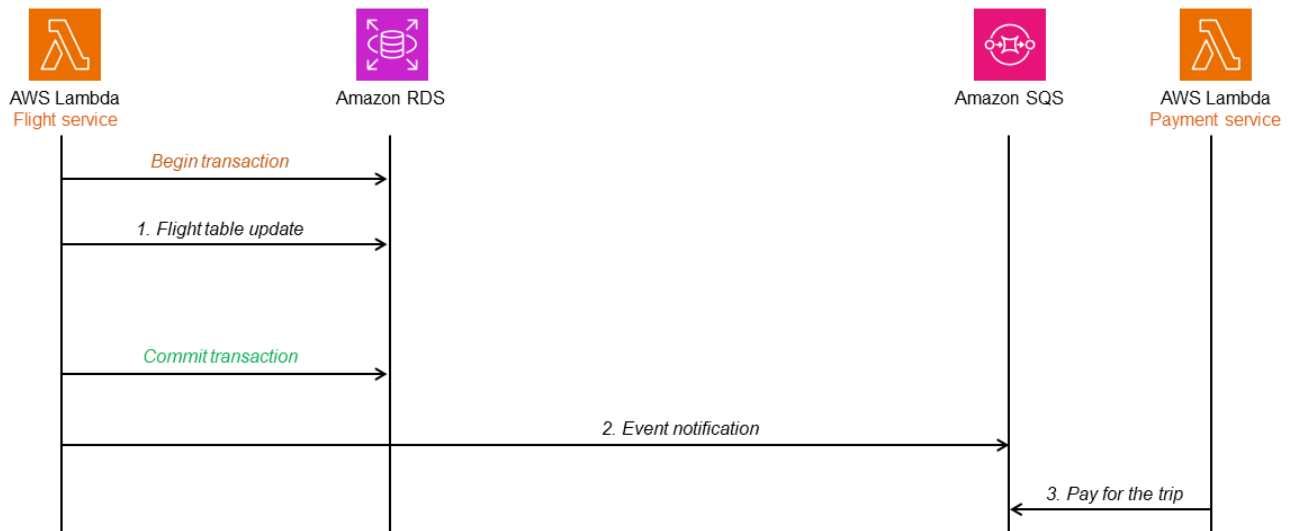 AWS Lambda
Flight service
Amazon RDS
Amazon SQS
AWS Lambda
Payment service
Begin transaction
1. Flight table update
Commit transaction
2. Event notification
3. Pay for the trip